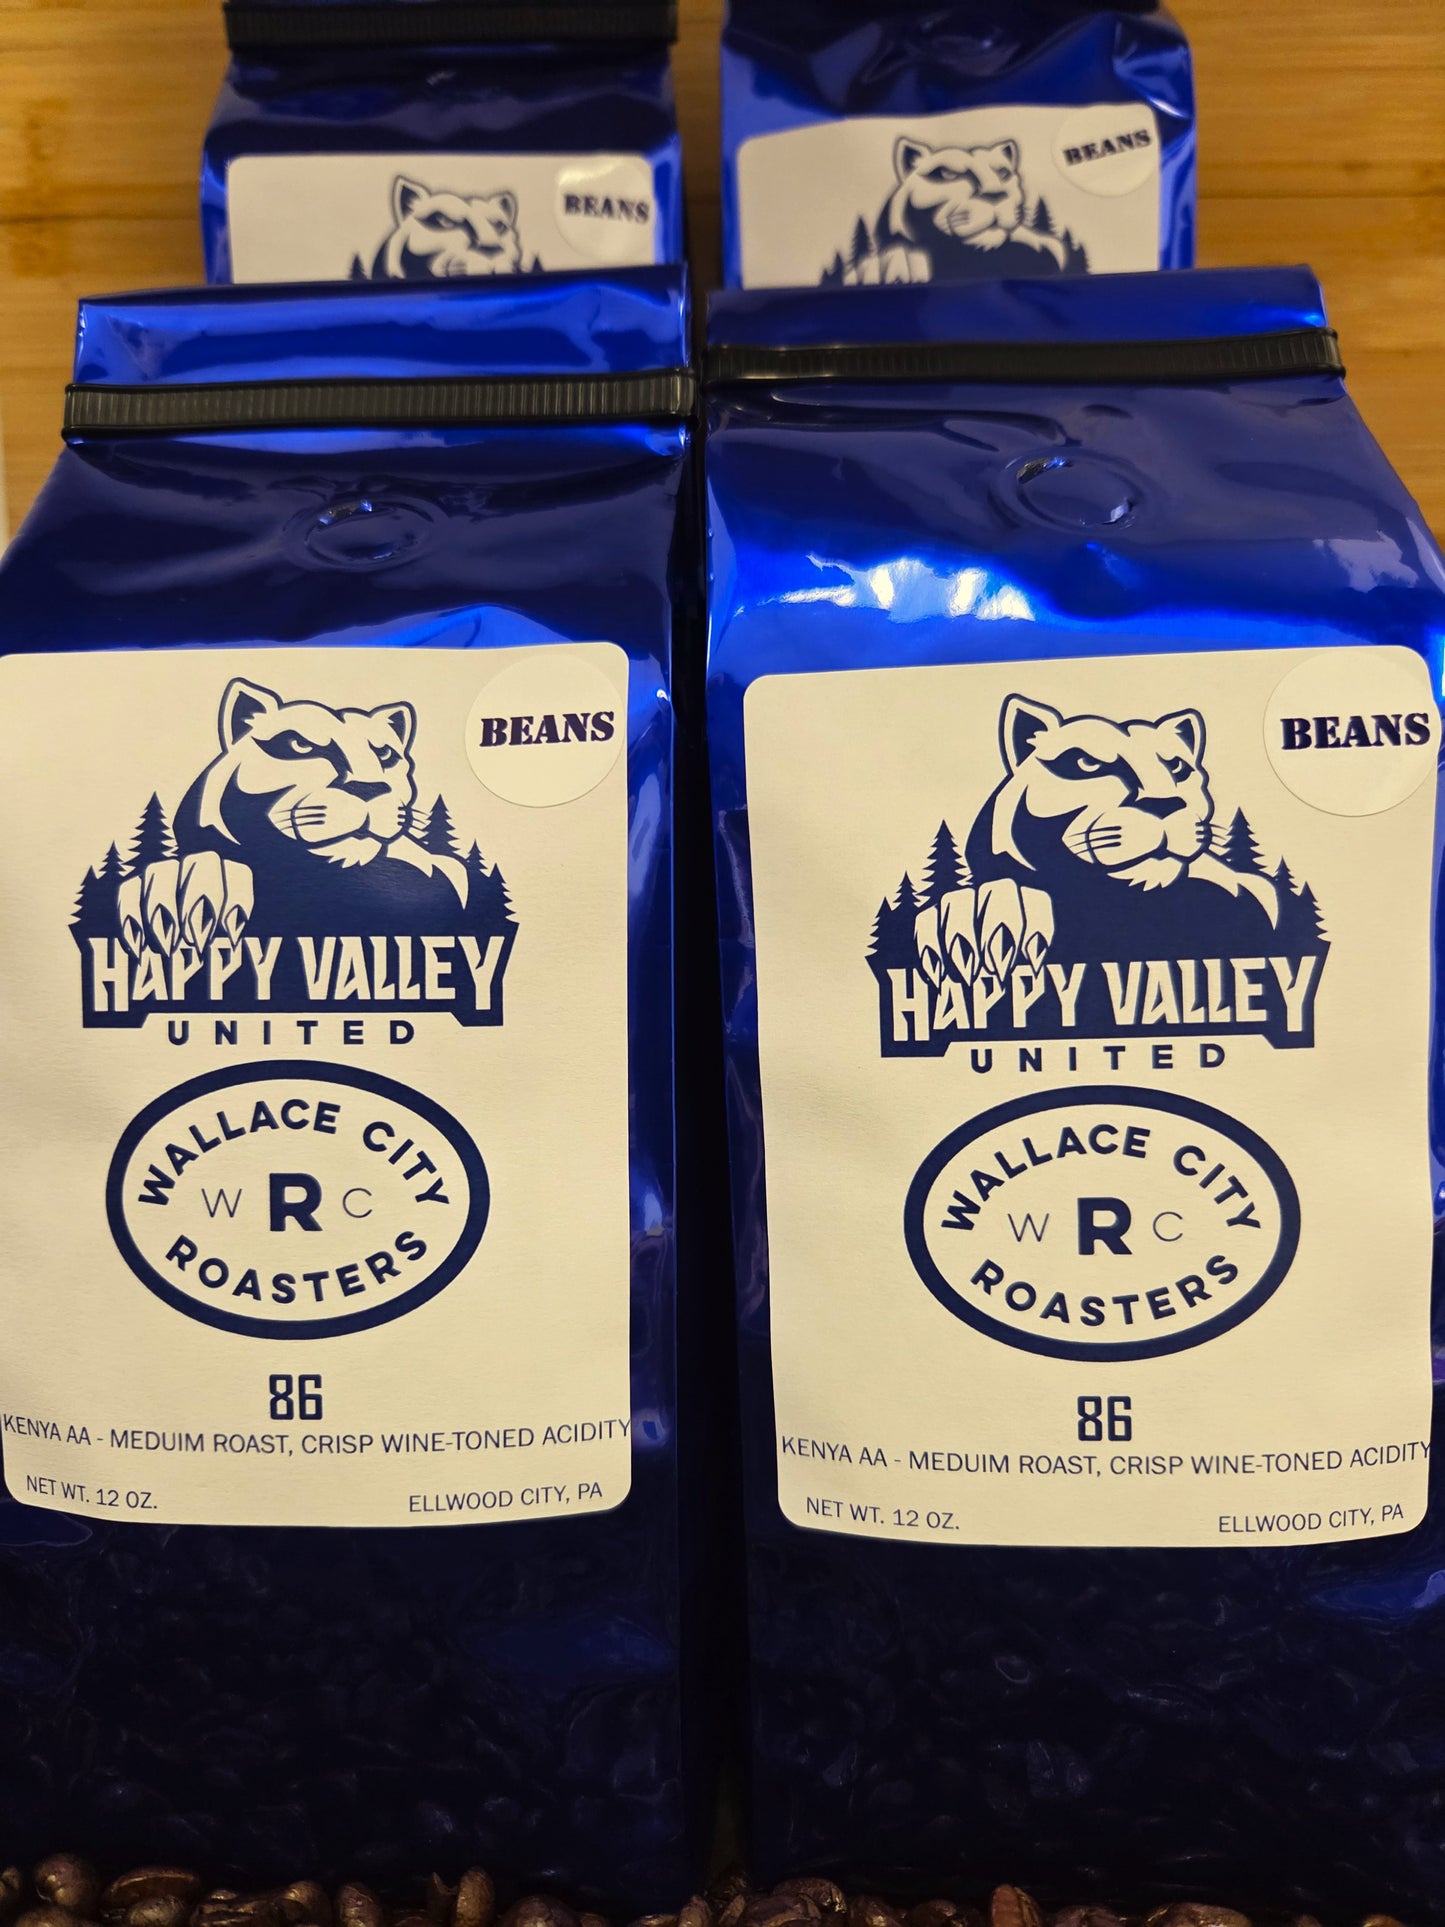 BEANS
BEANS
BEANS
HAPPY VALLEY
UNITED
WALLACE CITY
W R C
ROASTERS
86
KENYA AA - MEDUIM ROAST, CRISP WINE-TONED ACIDITY
NET WT. 12 OZ.
ELLWOOD CITY, PA
BEANS
HAPPY VALLEY
UNITED
WALLACE CITY
W R C
ROASTERS
86
KENYA AA - MEDUIM ROAST, CRISP WINE-TONED ACIDITY
NET WT. 12 OZ.
ELLWOOD CITY, PA